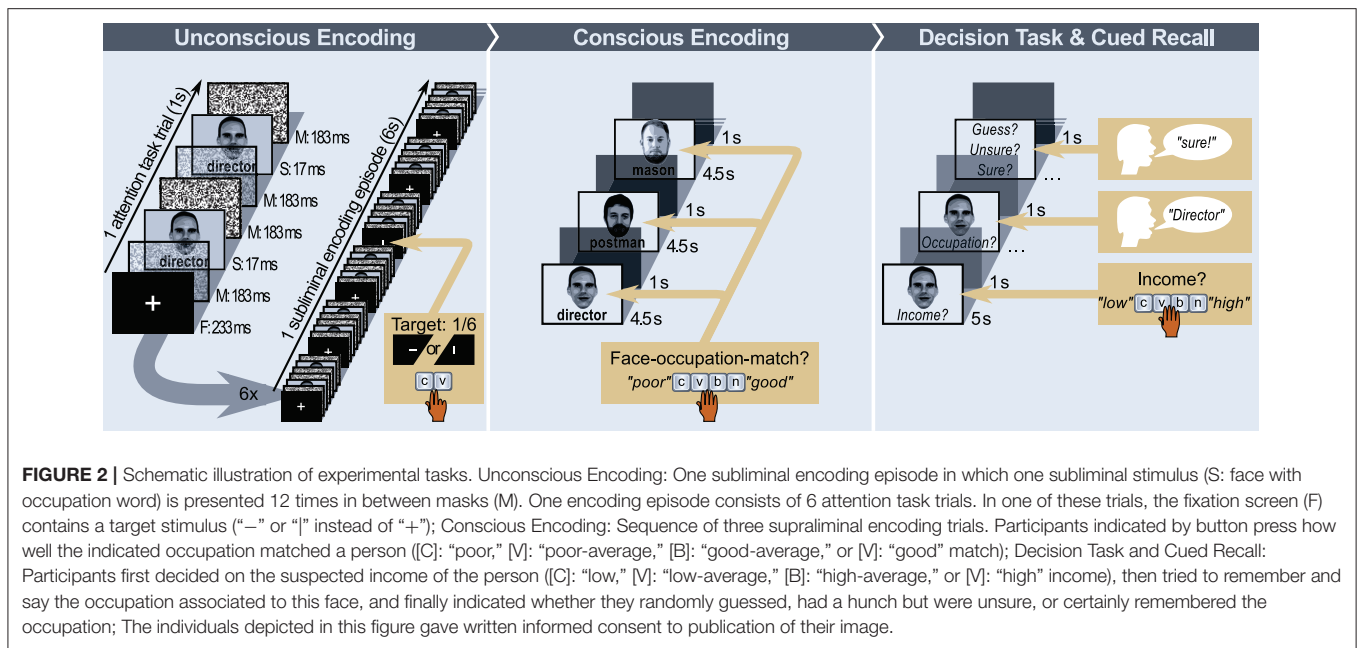 Unconscious Encoding
Conscious Encoding
Decision Task & Cued Recall
1 attention task trial (1s)
M: 183 ms
director
S: 17 ms
M: 183 ms
M: 183 ms
director
S: 17 ms
M: 183 ms
+
F: 233 ms
6x
1 subliminal encoding episode (6s)
+
+
+
+
+
+
Target: 1/6
– or ı
c v
1s
mason
4.5 s
1s
postman
4.5 s
1s
director
4.5 s
Face-occupation-match?
"poor" c v b n "good"
Guess?
Unsure?
Sure?
1s
...
"sure!"
Occupation?
1s
...
"Director"
Income?
1s
5 s
Income?
"low" c v b n "high"
FIGURE 2 | Schematic illustration of experimental tasks. Unconscious Encoding: One subliminal encoding episode in which one subliminal stimulus (S: face with
occupation word) is presented 12 times in between masks (M). One encoding episode consists of 6 attention task trials. In one of these trials, the fixation screen (F)
contains a target stimulus (“−” or “|” instead of “+”); Conscious Encoding: Sequence of three supraliminal encoding trials. Participants indicated by button press how
well the indicated occupation matched a person ([C]: “poor,” [V]: “poor-average,” [B]: “good-average,” or [V]: “good” match); Decision Task and Cued Recall:
Participants first decided on the suspected income of the person ([C]: “low,” [V]: “low-average,” [B]: “high-average,” or [V]: “high” income), then tried to remember and
say the occupation associated to this face, and finally indicated whether they randomly guessed, had a hunch but were unsure, or certainly remembered the
occupation; The individuals depicted in this figure gave written informed consent to publication of their image.